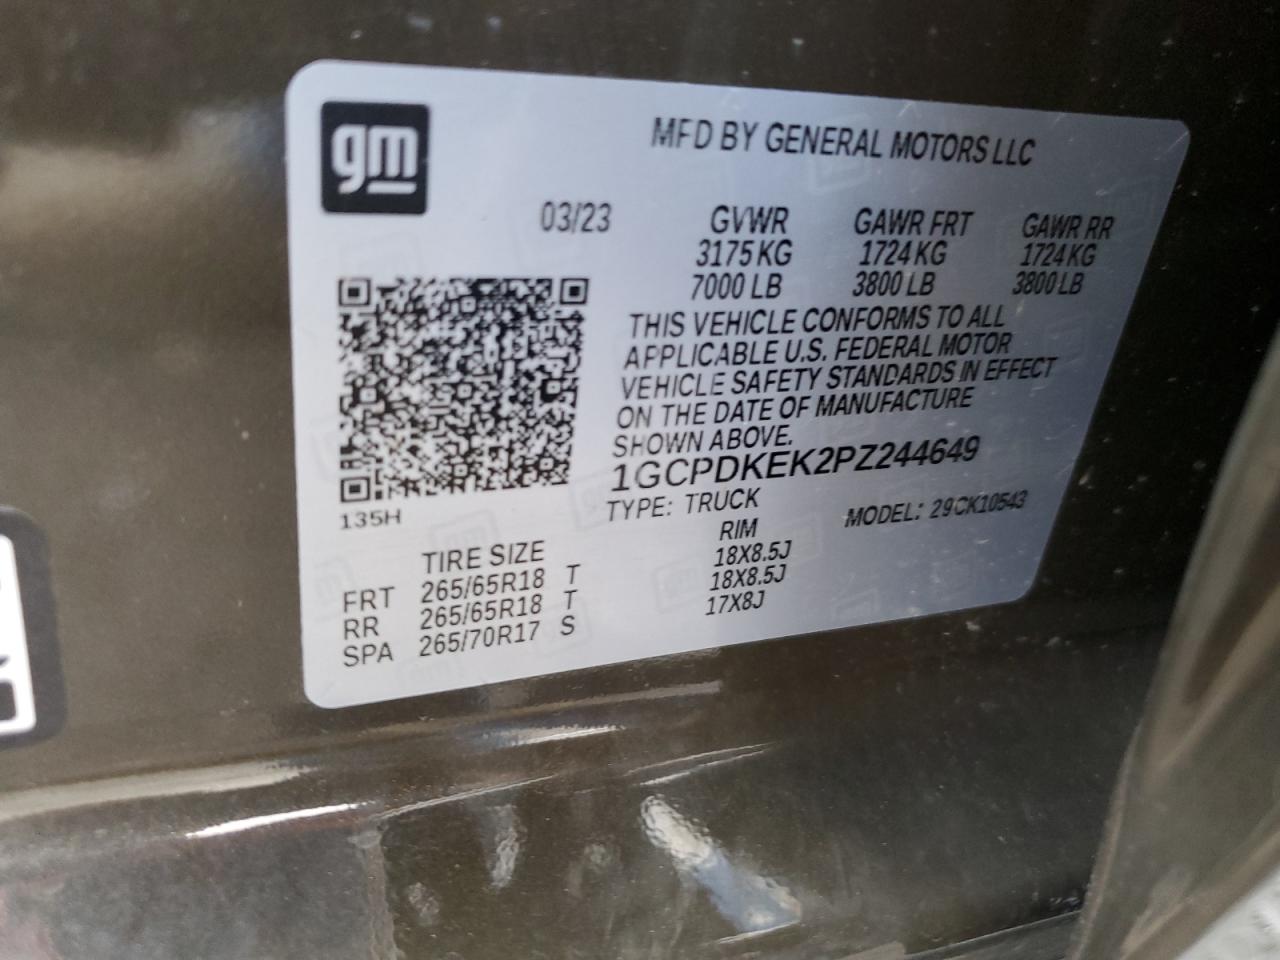 gm
MFD BY GENERAL MOTORS LLC
03/23 GVWR GAWR FRT GAWR RR
3175 KG 1724 KG 1724 KG
7000 LB 3800 LB 3800 LB
THIS VEHICLE CONFORMS TO ALL
APPLICABLE U.S. FEDERAL MOTOR
VEHICLE SAFETY STANDARDS IN EFFECT
ON THE DATE OF MANUFACTURE
SHOWN ABOVE.
1GCPDKEK2PZ244649
TYPE: TRUCK MODEL: 29CK10543
135H
TIRE SIZE RIM
FRT 265/65R18 T 18X8.5J
RR 265/65R18 T 18X8.5J
SPA 265/70R17 S 17X8J